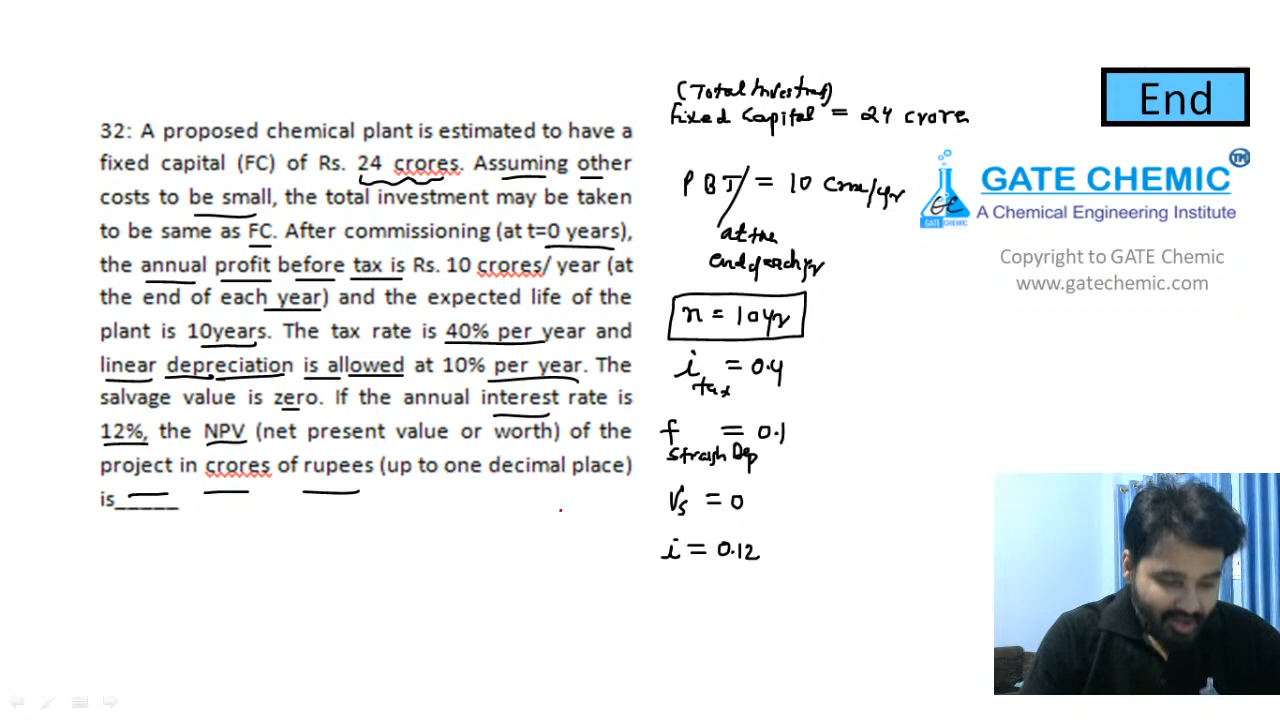 32: A proposed chemical plant is estimated to have a
fixed capital (FC) of Rs. 24 crores. Assuming other
costs to be small, the total investment may be taken
to be same as FC. After commissioning (at t=0 years),
the annual profit before tax is Rs. 10 crores/ year (at
the end of each year) and the expected life of the
plant is 10years. The tax rate is 40% per year and
linear depreciation is allowed at 10% per year. The
salvage value is zero. If the annual interest rate is
12%, the NPV (net present value or worth) of the
project in crores of rupees (up to one decimal place)
is_____
Fixed Capital = 24 crore
PBT = 10 /yr
at the
end of each yr
n = 10yr
i tax = 0.4
f = 0.1
Vs = 0
i = 0.12
End
GATE CHEMIC
TM
GC
GATE CHEMIC
A Chemical Engineering Institute
Copyright to GATE Chemic
www.gatechemic.com